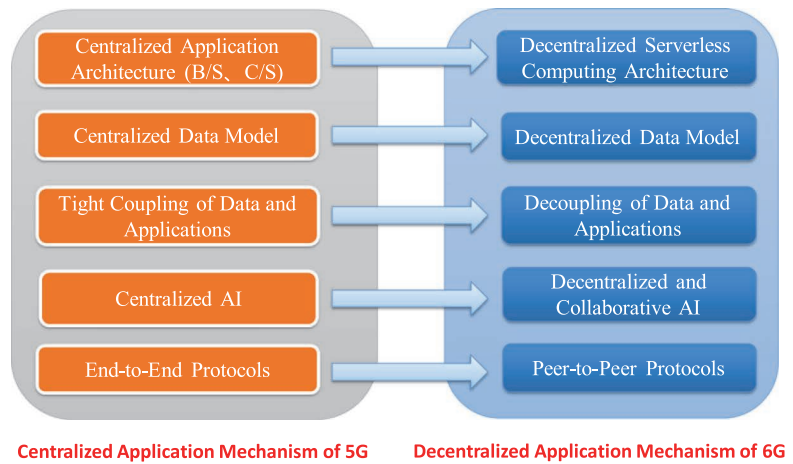 Centralized Application
Architecture (B/S、C/S)
Decentralized Serverless
Computing Architecture
Centralized Data Model
Decentralized Data Model
Tight Coupling of Data and
Applications
Decoupling of Data and
Applications
Centralized AI
Decentralized and
Collaborative AI
End-to-End Protocols
Peer-to-Peer Protocols
Centralized Application Mechanism of 5G
Decentralized Application Mechanism of 6G